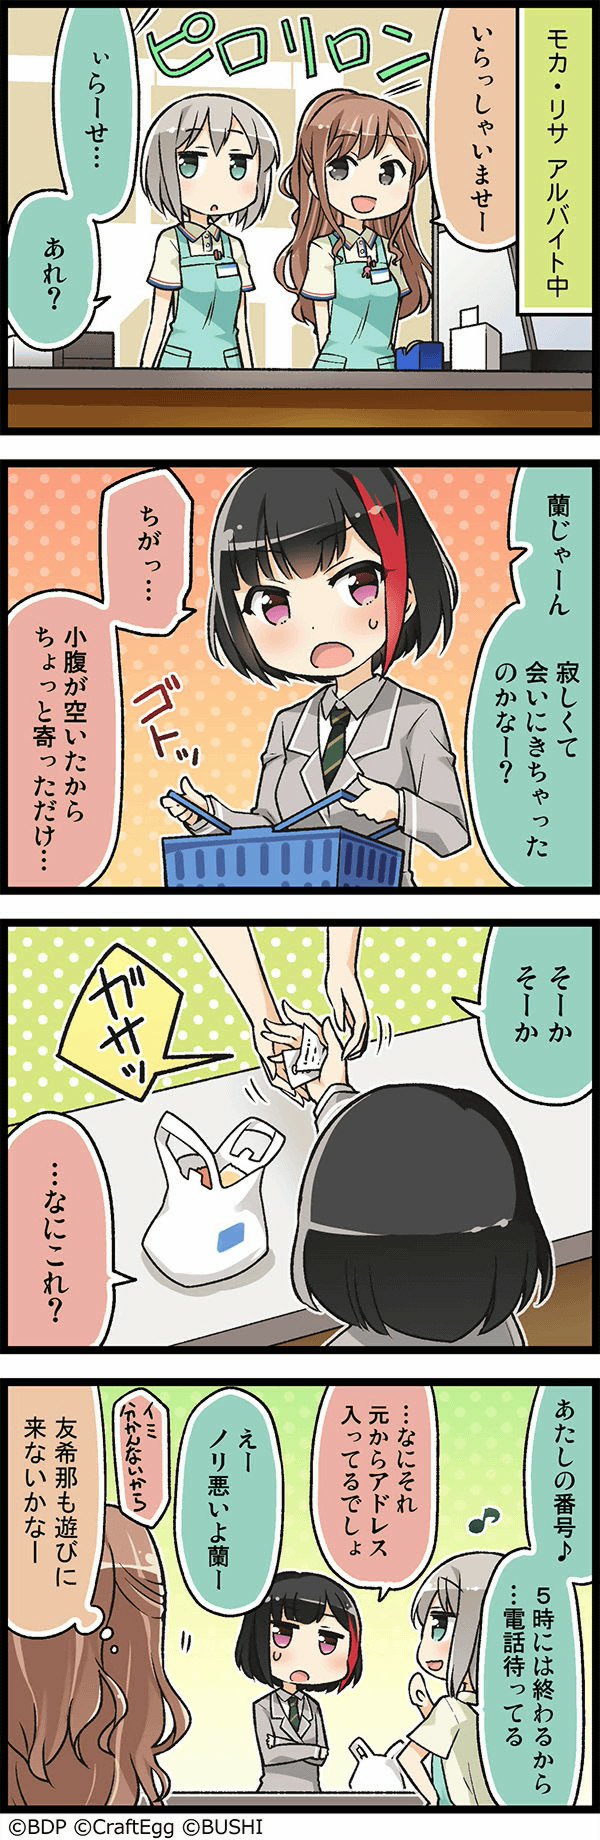 モカ・リサ アルバイト中
ピロリロン
いらっしゃいませー
ぃらーせ…
あれ?
蘭じゃーん
寂しくて
会いにきちゃった
のかなー?
ちがっ…
ゴトッ
小腹が空いたから
ちょっと寄っただけ…
そーか
そーか
ガサッ
…なにこれ?
あたしの番号♪
5時には終わるから
…電話待ってる
…なにそれ
元からアドレス
入ってるでしょ
えー
ノリ悪いよ蘭ー
イミ
分かんないから
友希那も遊びに
来ないかなー
©BDP ©CraftEgg ©BUSHI